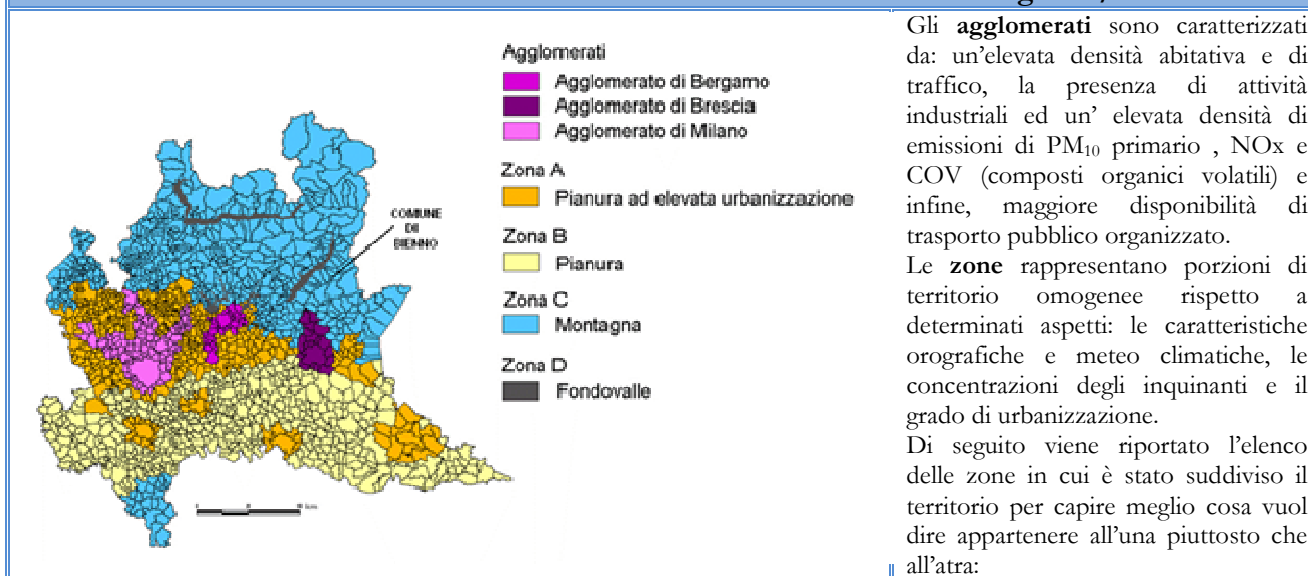 Agglomerati
Agglomerato di Bergamo
Agglomerato di Brescia
Agglomerato di Milano
Zona A
Pianura ad elevata urbanizzazione
Zona B
Pianura
Zona C
Montagna
Zona D
Fondovalle
COMUNE
DI
BIENNO
Gli agglomerati sono caratterizzati
da: un'elevata densità abitativa e di
traffico, la presenza di attività
industriali ed un' elevata densità di
emissioni di PM10 primario , NOx e
COV (composti organici volatili) e
infine, maggiore disponibilità di
trasporto pubblico organizzato.
Le zone rappresentano porzioni di
territorio omogenee rispetto a
determinati aspetti: le caratteristiche
orografiche e meteo climatiche, le
concentrazioni degli inquinanti e il
grado di urbanizzazione.
Di seguito viene riportato l'elenco
delle zone in cui è stato suddiviso il
territorio per capire meglio cosa vuol
dire appartenere all'una piuttosto che
all'atra: